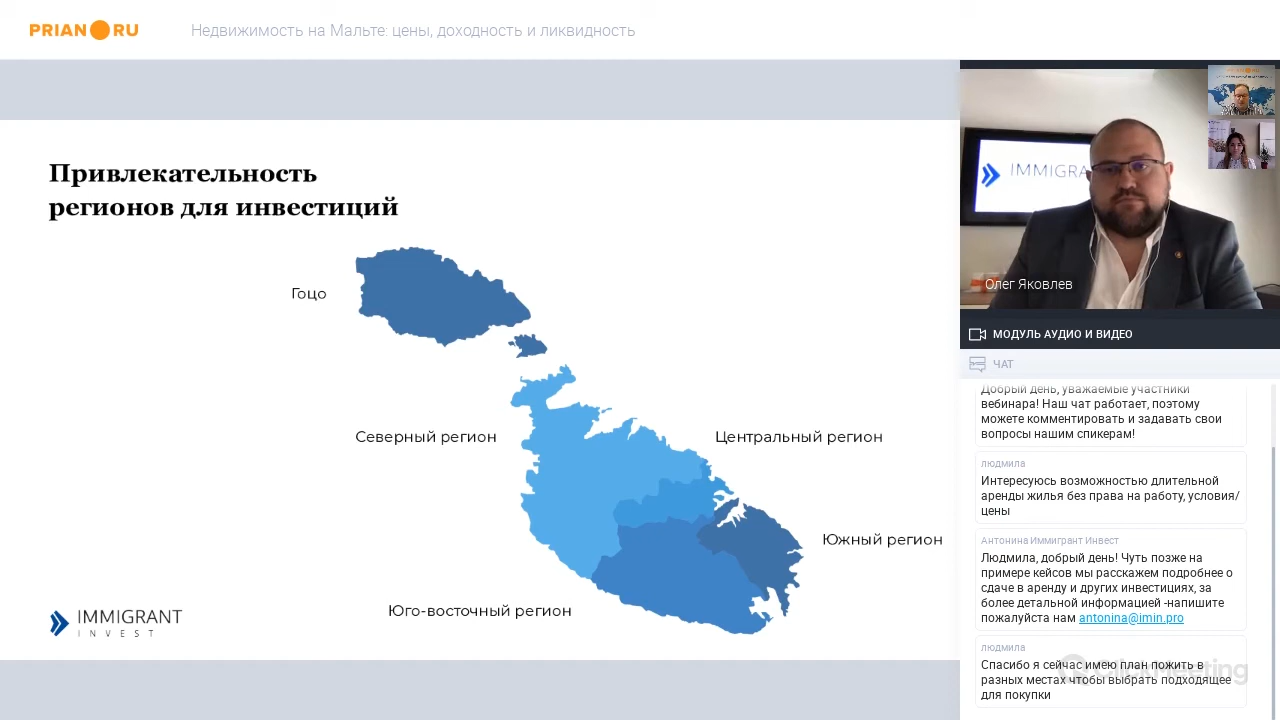 PRIAN.RU
Недвижимость на Мальте: цены, доходность и ликвидность
Привлекательность
регионов для инвестиций
Гоцо
Северный регион
Центральный регион
Южный регион
Юго-восточный регион
IMMIGRANT
INVEST
IMMIGRA
Олег Яковлев
МОДУЛЬ АУДИО И ВИДЕО
ЧАТ
Добрый день, уважаемые участники
вебинара! Наш чат работает, поэтому
можете комментировать и задавать свои
вопросы нашим спикерам!
людмила
Интересуюсь возможностью длительной
аренды жилья без права на работу, условия/
цены
Антонина Иммигрант Инвест
Людмила, добрый день! Чуть позже на
примере кейсов мы расскажем подробнее о
сдаче в аренду и других инвестициях, за
более детальной информацией -напишите
пожалуйста нам antonina@imin.pro
людмила
Спасибо я сейчас имею план пожить в
разных местах чтобы выбрать подходящее
для покупки
ClickMeeting